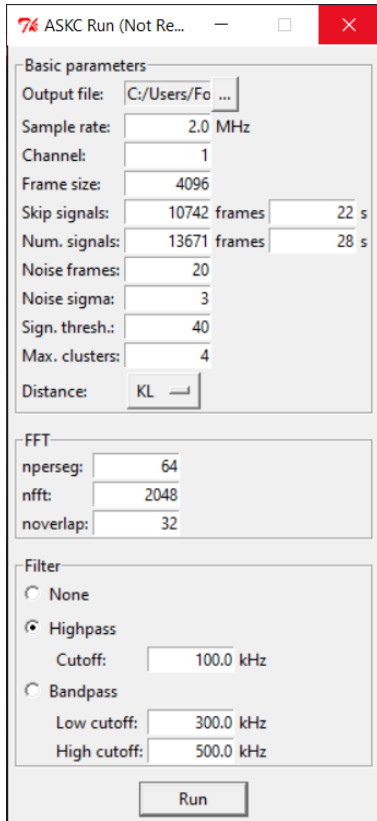 ASKC Run (Not Re...
Basic parameters
Output file: C:/Users/Fo ...
Sample rate: 2.0 MHz
Channel: 1
Frame size: 4096
Skip signals: 10742 frames 22 s
Num. signals: 13671 frames 28 s
Noise frames: 20
Noise sigma: 3
Sign. thresh.: 40
Max. clusters: 4
Distance: KL
FFT
nperseg: 64
nfft: 2048
noverlap: 32
Filter
None
Highpass
Cutoff: 100.0 kHz
Bandpass
Low cutoff: 300.0 kHz
High cutoff: 500.0 kHz
Run